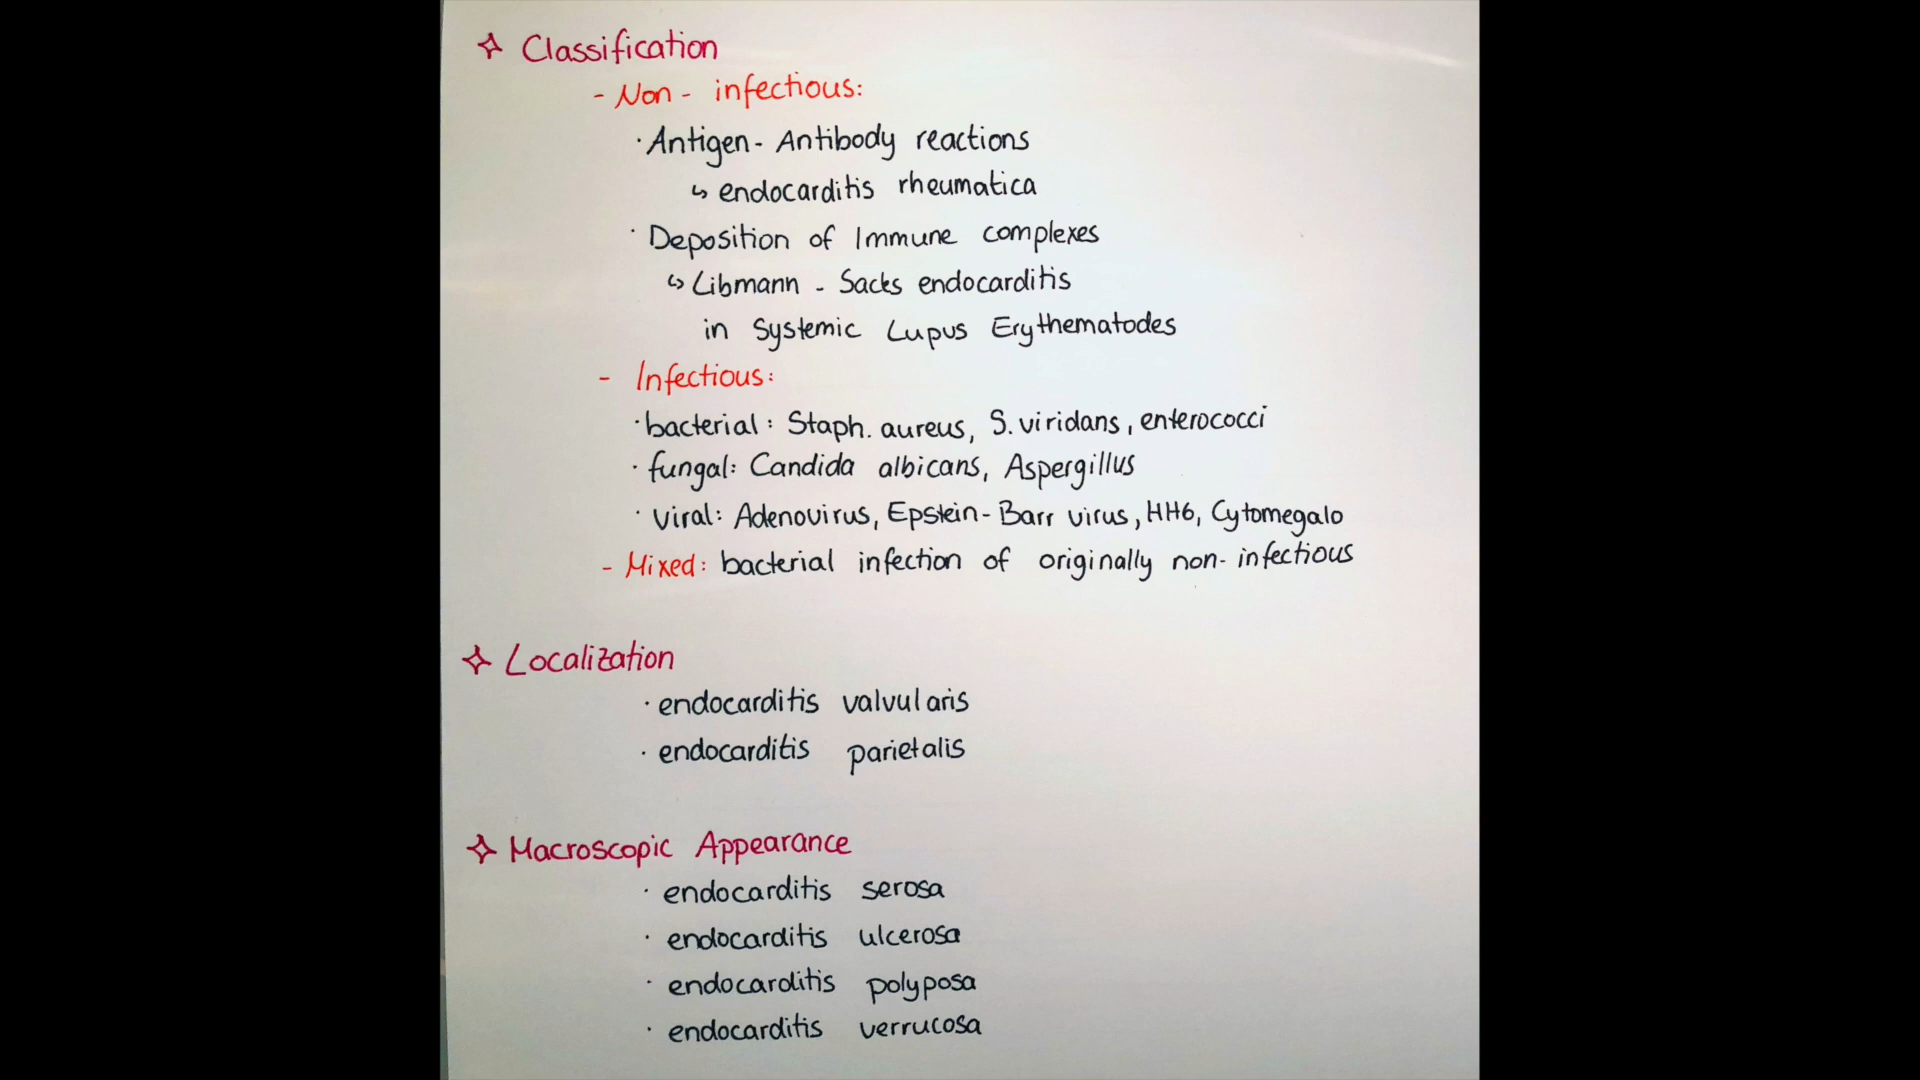 ✧ Classification
- Non- infectious:
· Antigen- Antibody reactions
↳ endocarditis rheumatica
· Deposition of Immune complexes
↳ Libmann - Sacks endocarditis
in Systemic Lupus Erythematodes
- Infectious:
· bacterial: Staph. aureus, S. viridans, enterococci
· fungal: Candida albicans, Aspergillus
· viral: Adenovirus, Epstein-Barr virus, HH6, Cytomegalo
- Mixed: bacterial infection of originally non-infectious
✧ Localization
· endocarditis valvularis
· endocarditis parietalis
✧ Macroscopic Appearance
· endocarditis serosa
· endocarditis ulcerosa
· endocarditis polyposa
· endocarditis verrucosa